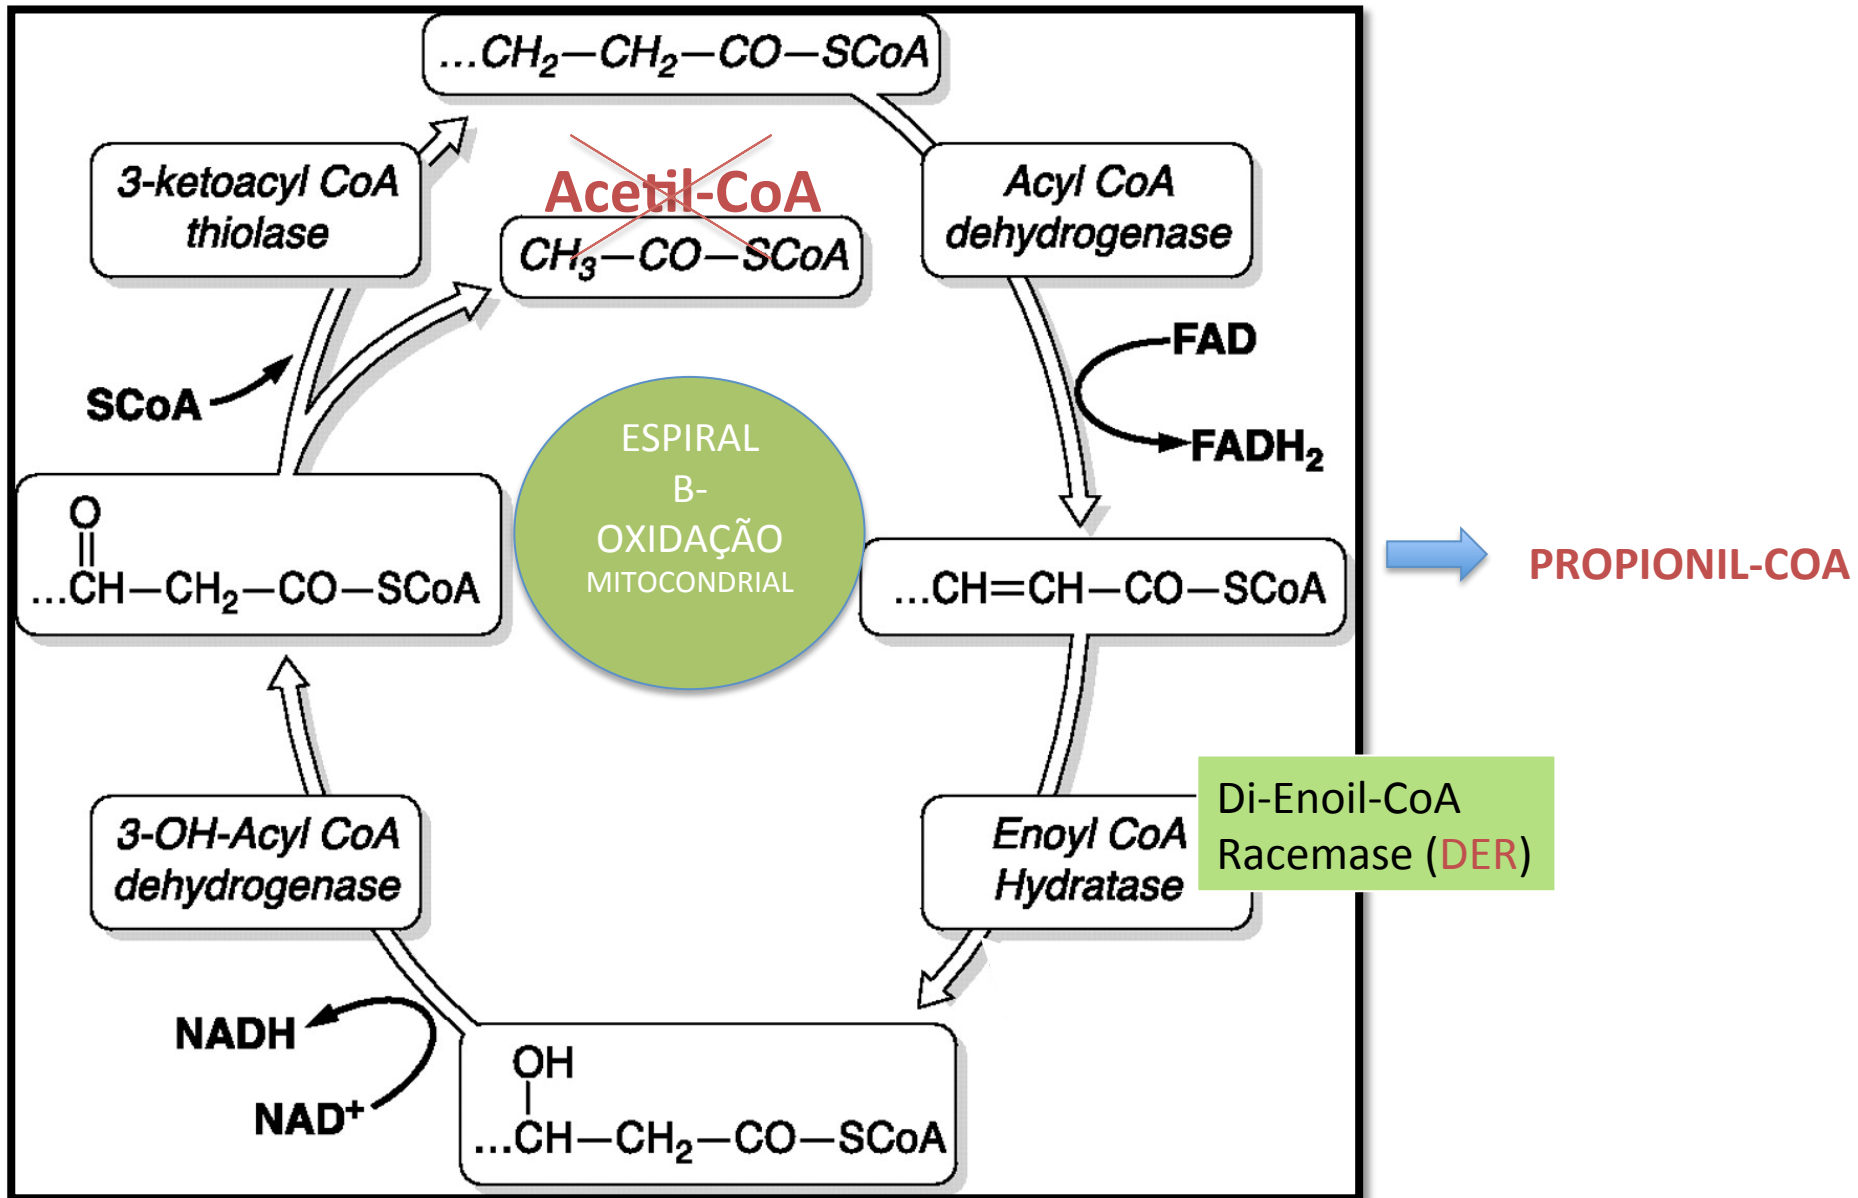 ...CH₂—CH₂—CO—SCoA
3-ketoacyl CoA
thiolase
Acetil-CoA
CH₃—CO—SCoA
Acyl CoA
dehydrogenase
FAD
FADH₂
SCoA
ESPIRAL
B-
OXIDAÇÃO
MITOCONDRIAL
O
...CH—CH₂—CO—SCoA
...CH=CH—CO—SCoA
PROPIONIL-COA
3-OH-Acyl CoA
dehydrogenase
Enoyl CoA
Hydratase
Di-Enoil-CoA
Racemase (DER)
NADH
NAD⁺
OH
...CH—CH₂—CO—SCoA